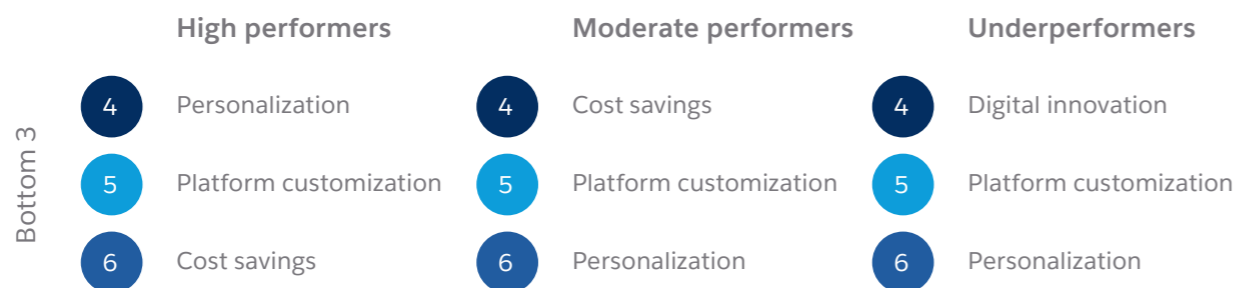 High performers Moderate performers Underperformers
Bottom 3
4 Personalization 4 Cost savings 4 Digital innovation
5 Platform customization 5 Platform customization 5 Platform customization
6 Cost savings 6 Personalization 6 Personalization